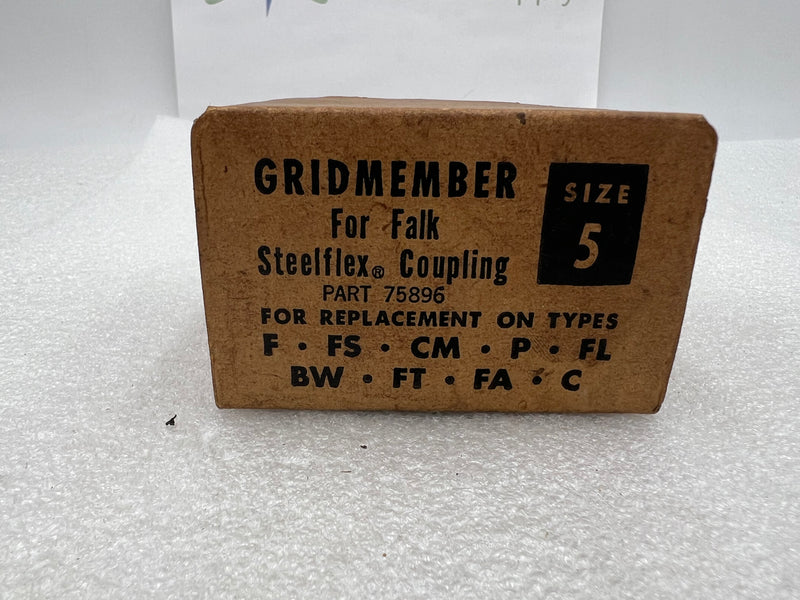 GRIDMEMBER
For Falk
Steelflex® Coupling
PART 75896
FOR REPLACEMENT ON TYPES
F • FS • CM • P • FL
BW • FT • FA • C
SIZE
5